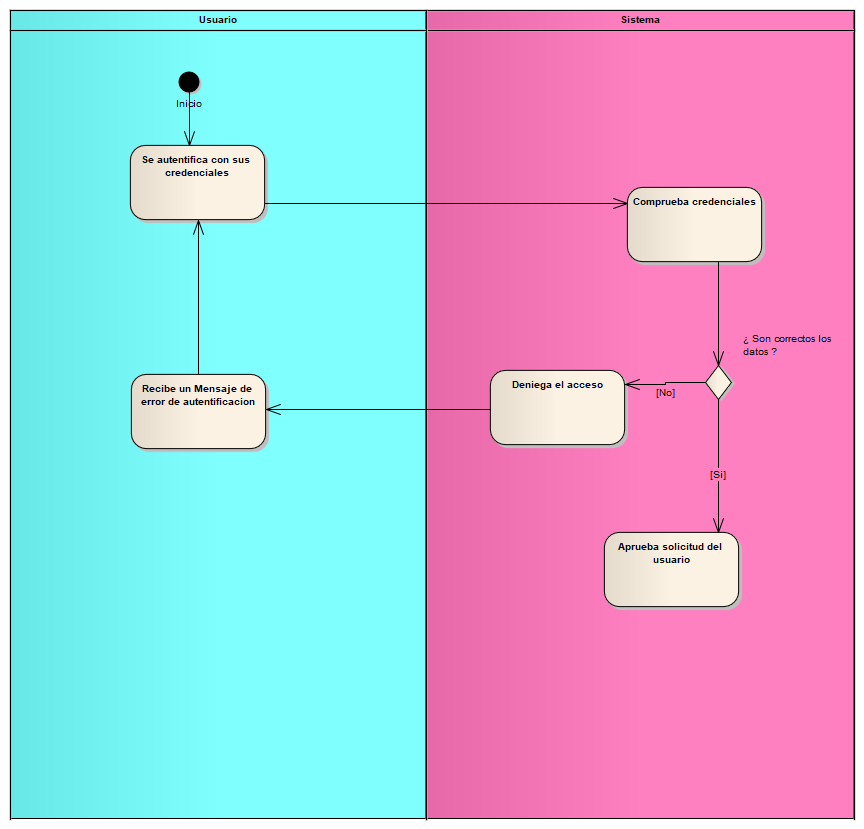 Usuario
Sistema
Inicio
Se autentifica con sus
credenciales
Comprueba credenciales
¿ Son correctos los
datos ?
[No]
Deniega el acceso
Recibe un Mensaje de
error de autentificacion
[Si]
Aprueba solicitud del
usuario